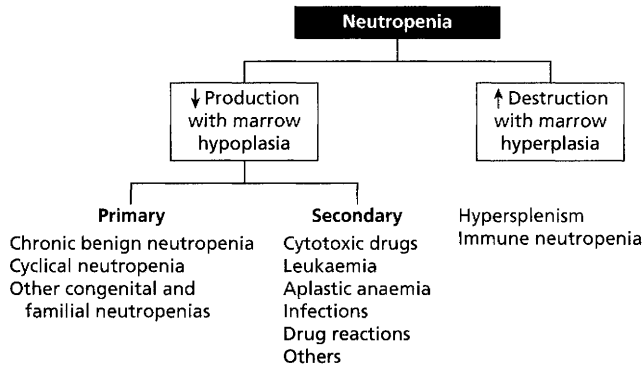 Neutropenia
↓ Production
with marrow
hypoplasia
↑ Destruction
with marrow
hyperplasia
Primary
Chronic benign neutropenia
Cyclical neutropenia
Other congenital and
familial neutropenias
Secondary
Cytotoxic drugs
Leukaemia
Aplastic anaemia
Infections
Drug reactions
Others
Hypersplenism
Immune neutropenia